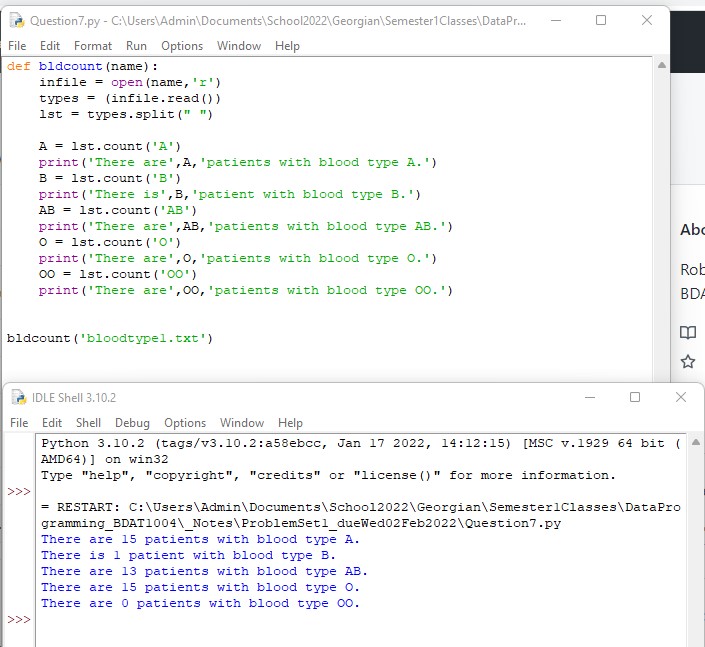 Question7.py - C:\Users\Admin\Documents\School2022\Georgian\Semester1Classes\DataPr...
File Edit Format Run Options Window Help
def bldcount(name):
    infile = open(name,'r')
    types = (infile.read())
    lst = types.split(" ")
    A = lst.count('A')
    print('There are',A,'patients with blood type A.')
    B = lst.count('B')
    print('There is',B,'patient with blood type B.')
    AB = lst.count('AB')
    print('There are',AB,'patients with blood type AB.')
    O = lst.count('O')
    print('There are',O,'patients with blood type O.')
    OO = lst.count('OO')
    print('There are',OO,'patients with blood type OO.')
bldcount('bloodtype1.txt')
Abo
Rob
BDA
IDLE Shell 3.10.2
File Edit Shell Debug Options Window Help
Python 3.10.2 (tags/v3.10.2:a58ebcc, Jan 17 2022, 14:12:15) [MSC v.1929 64 bit (
AMD64)] on win32
Type "help", "copyright", "credits" or "license()" for more information.
>>>
= RESTART: C:\Users\Admin\Documents\School2022\Georgian\Semester1Classes\DataPro
gramming_BDAT1004\_Notes\ProblemSet1_dueWed02Feb2022\Question7.py
There are 15 patients with blood type A.
There is 1 patient with blood type B.
There are 13 patients with blood type AB.
There are 15 patients with blood type O.
There are 0 patients with blood type OO.
>>>